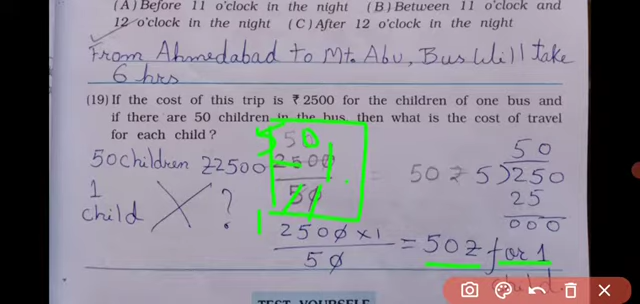 (A) Before 11 o'clock in the night (B) Between 11 o'clock and
12 o'clock in the night (C) After 12 o'clock in the night
From Ahmedabad to Mt. Abu, Bus Will take
6 hrs
(19) If the cost of this trip is ₹ 2500 for the children of one bus and
if there are 50 children in the bus, then what is the cost of travel
for each child ?
50
50 children ₹2500 2500 = 50 ₹ 5)250
50 25
1 000
child ?
2500 × 1 = 50₹ for 1
50 child.
TEST YOURSELF